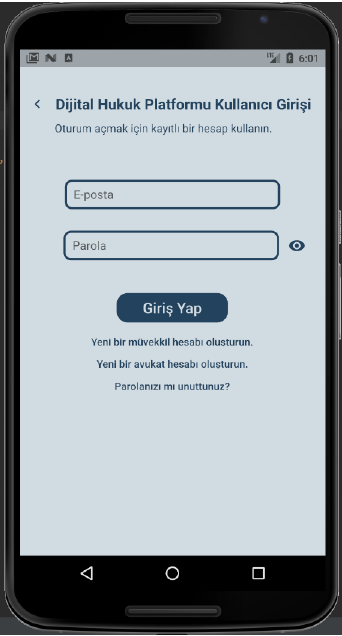 6:01
Dijital Hukuk Platformu Kullanıcı Girişi
Oturum açmak için kayıtlı bir hesap kullanın.
E-posta
Parola
Giriş Yap
Yeni bir müvekkil hesabı oluşturun.
Yeni bir avukat hesabı oluşturun.
Parolanızı mı unuttunuz?